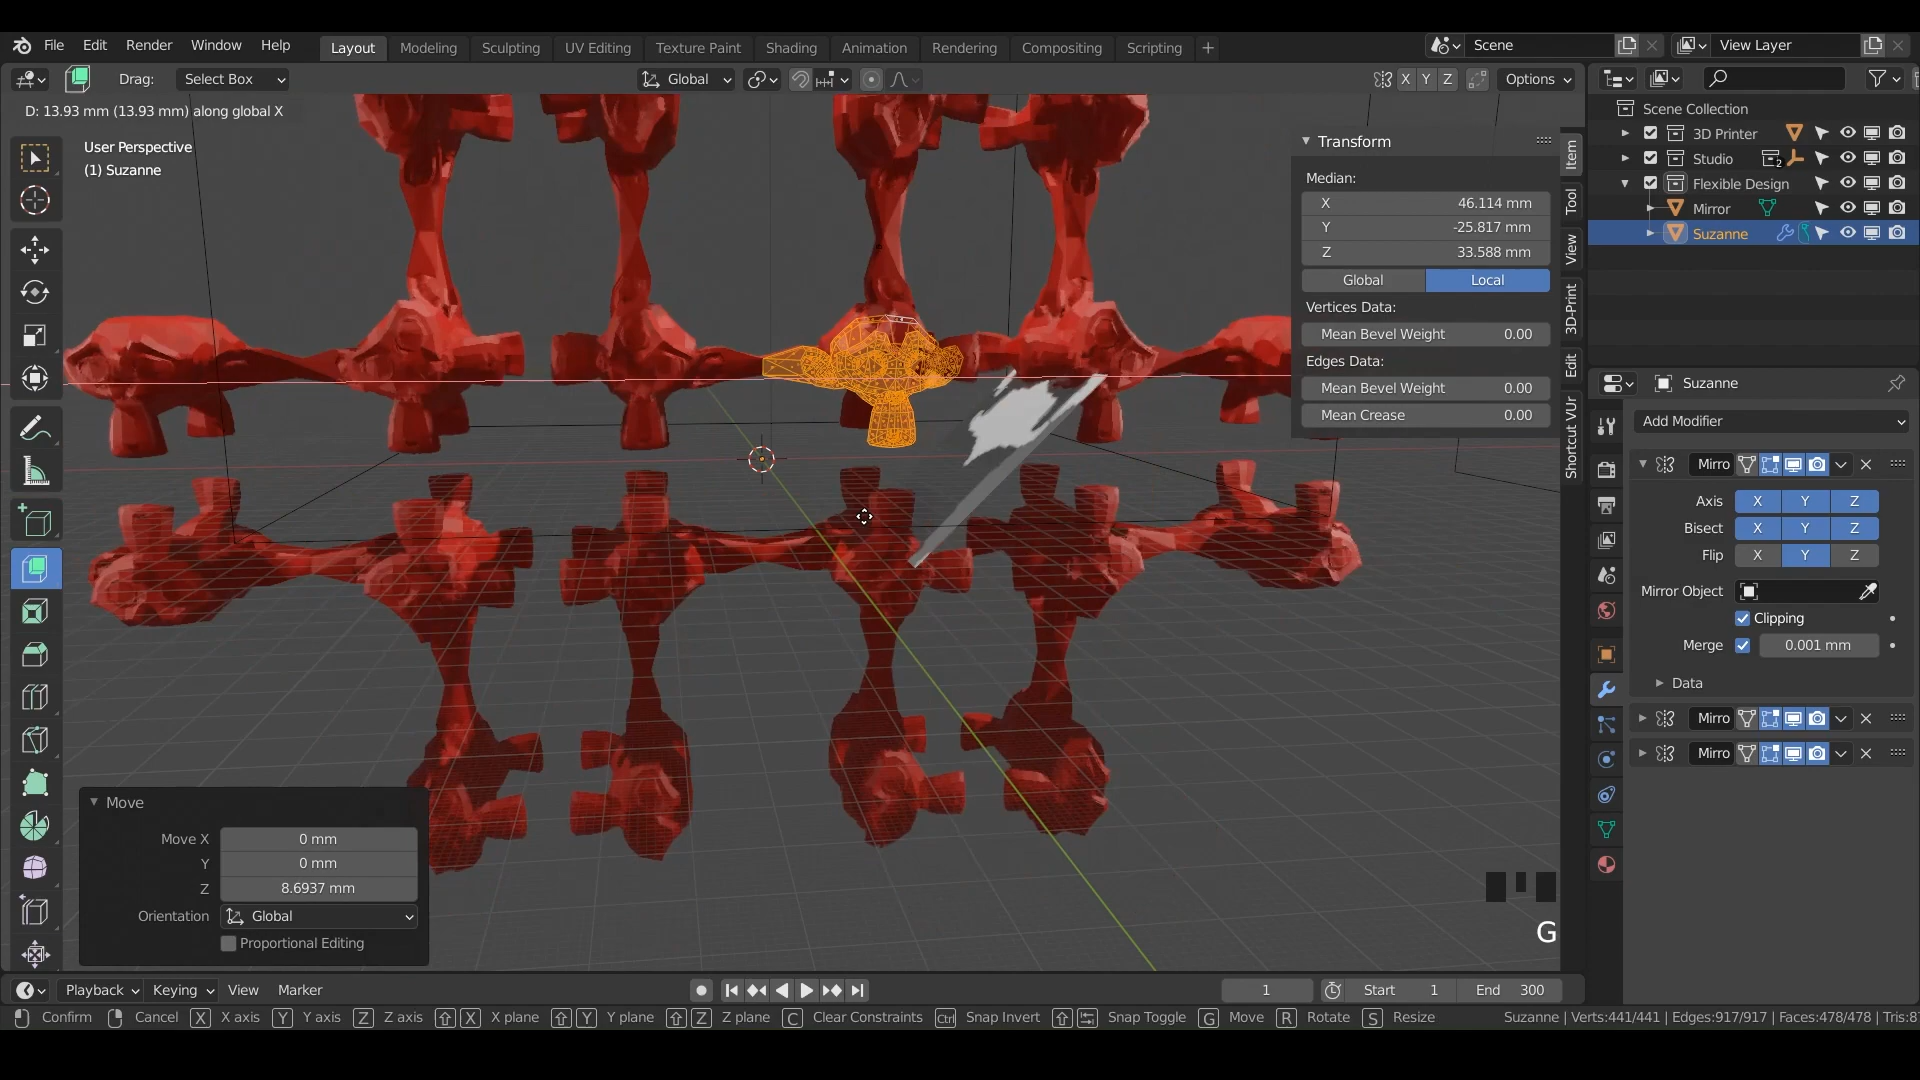 File Edit Render Window Help Layout Modeling Sculpting UV Editing Texture Paint Shading Animation Rendering Compositing Scripting + Scene View Layer
Drag: Select Box Global X Y Z Options
D: 13.93 mm (13.93 mm) along global X
User Perspective
(1) Suzanne
Transform
Median:
X 46.114 mm
Y -25.817 mm
Z 33.588 mm
Global Local
Vertices Data:
Mean Bevel Weight 0.00
Edges Data:
Mean Bevel Weight 0.00
Mean Crease 0.00
Item
Tool
View
3D-Print
Edit
Shortcut VUr
Scene Collection
3D Printer
Studio 2
Flexible Design
Mirror
Suzanne
Suzanne
Add Modifier
Mirro
Axis X Y Z
Bisect X Y Z
Flip X Y Z
Mirror Object
Clipping
Merge 0.001 mm
Data
Mirro
Mirro
Move
Move X 0 mm
Y 0 mm
Z 8.6937 mm
Orientation Global
Proportional Editing
G
Playback Keying View Marker 1 Start 1 End 300
Confirm Cancel X X axis Y Y axis Z Z axis X X plane Y Y plane Z Z plane C Clear Constraints Ctrl Snap Invert Snap Toggle G Move R Rotate S Resize Suzanne | Verts:441/441 | Edges:917/917 | Faces:478/478 | Tris:87